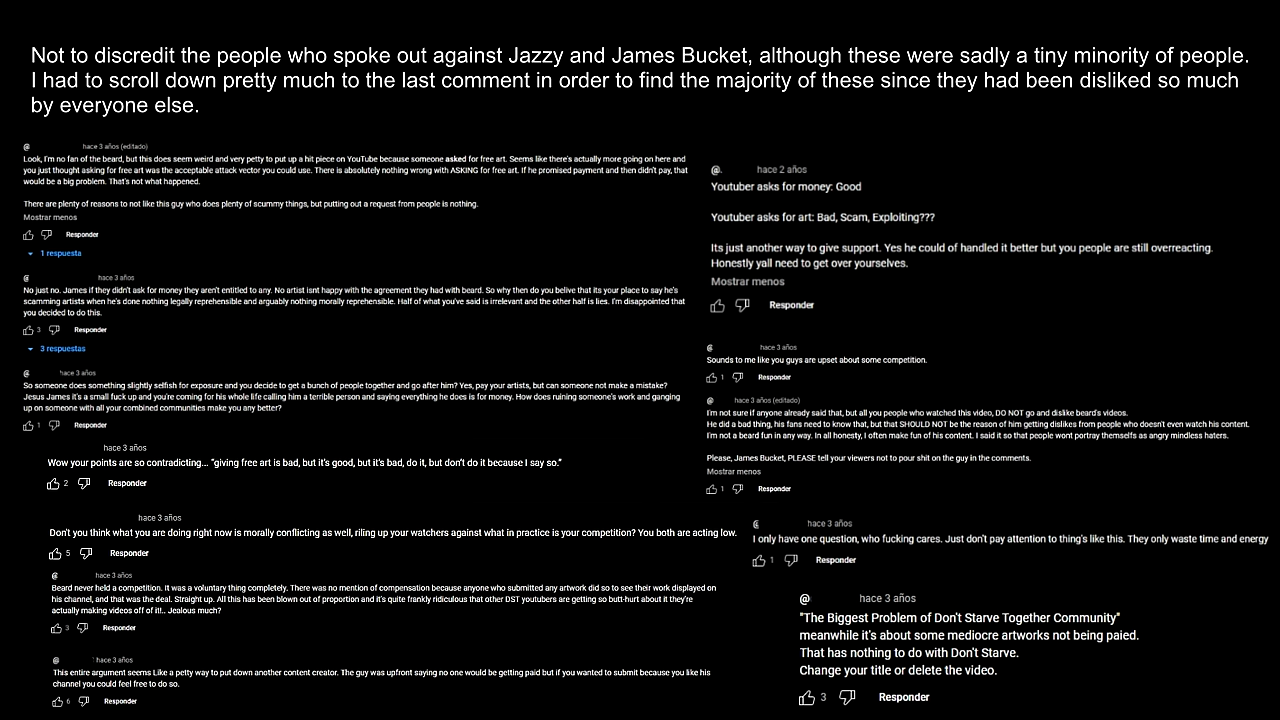 Not to discredit the people who spoke out against Jazzy and James Bucket, although these were sadly a tiny minority of people.
I had to scroll down pretty much to the last comment in order to find the majority of these since they had been disliked so much
by everyone else.
@ hace 3 años (editado)
Look, I'm no fan of the beard, but this does seem weird and very petty to put up a hit piece on YouTube because someone asked for free art. Seems like there's actually more going on here and
you just thought asking for free art was the acceptable attack vector you could use. There is absolutely nothing wrong with ASKING for free art. If he promised payment and then didn't pay, that
would be a big problem. That's not what happened.
There are plenty of reasons to not like this guy who does plenty of scummy things, but putting out a request from people is nothing.
Mostrar menos
Responder
1 respuesta
@ hace 3 años
No just no. James if they didn't ask for money they aren't entitled to any. No artist isnt happy with the agreement they had with beard. So why then do you belive that its your place to say he's
scamming artists when he's done nothing legally reprehensible and arguably nothing morally reprehensible. Half of what you've said is irrelevant and the other half is lies. I'm disappointed that
you decided to do this.
3 Responder
3 respuestas
@ hace 3 años
So someone does something slightly selfish for exposure and you decide to get a bunch of people together and go after him? Yes, pay your artists, but can someone not make a mistake?
Jesus James it's a small fuck up and you're coming for his whole life calling him a terrible person and saying everything he does is for money. How does ruining someone's work and ganging
up on someone with all your combined communities make you any better?
1 Responder
hace 3 años
Wow your points are so contradicting... "giving free art is bad, but it's good, but it's bad, do it, but don't do it because I say so."
2 Responder
hace 3 años
Don't you think what you are doing right now is morally conflicting as well, riling up your watchers against what in practice is your competition? You both are acting low.
5 Responder
@ hace 3 años
Beard never held a competition. It was a voluntary thing completely. There was no mention of compensation because anyone who submitted any artwork did so to see their work displayed on
his channel, and that was the deal. Straight up. All this has been blown out of proportion and it's quite frankly ridiculous that other DST youtubers are getting so butt-hurt about it they're
actually making videos off of it!.. Jealous much?
3 Responder
@ hace 3 años
This entire argument seems Like a petty way to put down another content creator. The guy was upfront saying no one would be getting paid but if you wanted to submit because you like his
channel you could feel free to do so.
6 Responder
@ hace 2 años
Youtuber asks for money: Good
Youtuber asks for art: Bad, Scam, Exploiting???
Its just another way to give support. Yes he could of handled it better but you people are still overreacting.
Honestly yall need to get over yourselves.
Mostrar menos
Responder
@ hace 3 años
Sounds to me like you guys are upset about some competition.
1 Responder
@ hace 3 años (editado)
I'm not sure if anyone already said that, but all you people who watched this video, DO NOT go and dislike beard's videos.
He did a bad thing, his fans need to know that, but that SHOULD NOT be the reason of him getting dislikes from people who doesn't even watch his content.
I'm not a beard fun in any way. In all honesty, I often make fun of his content. I said it so that people wont portray themselfs as angry mindless haters.
Please, James Bucket, PLEASE tell your viewers not to pour shit on the guy in the comments.
Mostrar menos
1 Responder
@ hace 3 años
I only have one question, who fucking cares. Just don't pay attention to thing's like this. They only waste time and energy
1 Responder
@ hace 3 años
"The Biggest Problem of Don't Starve Together Community"
meanwhile it's about some mediocre artworks not being paied.
That has nothing to do with Don't Starve.
Change your title or delete the video.
3 Responder